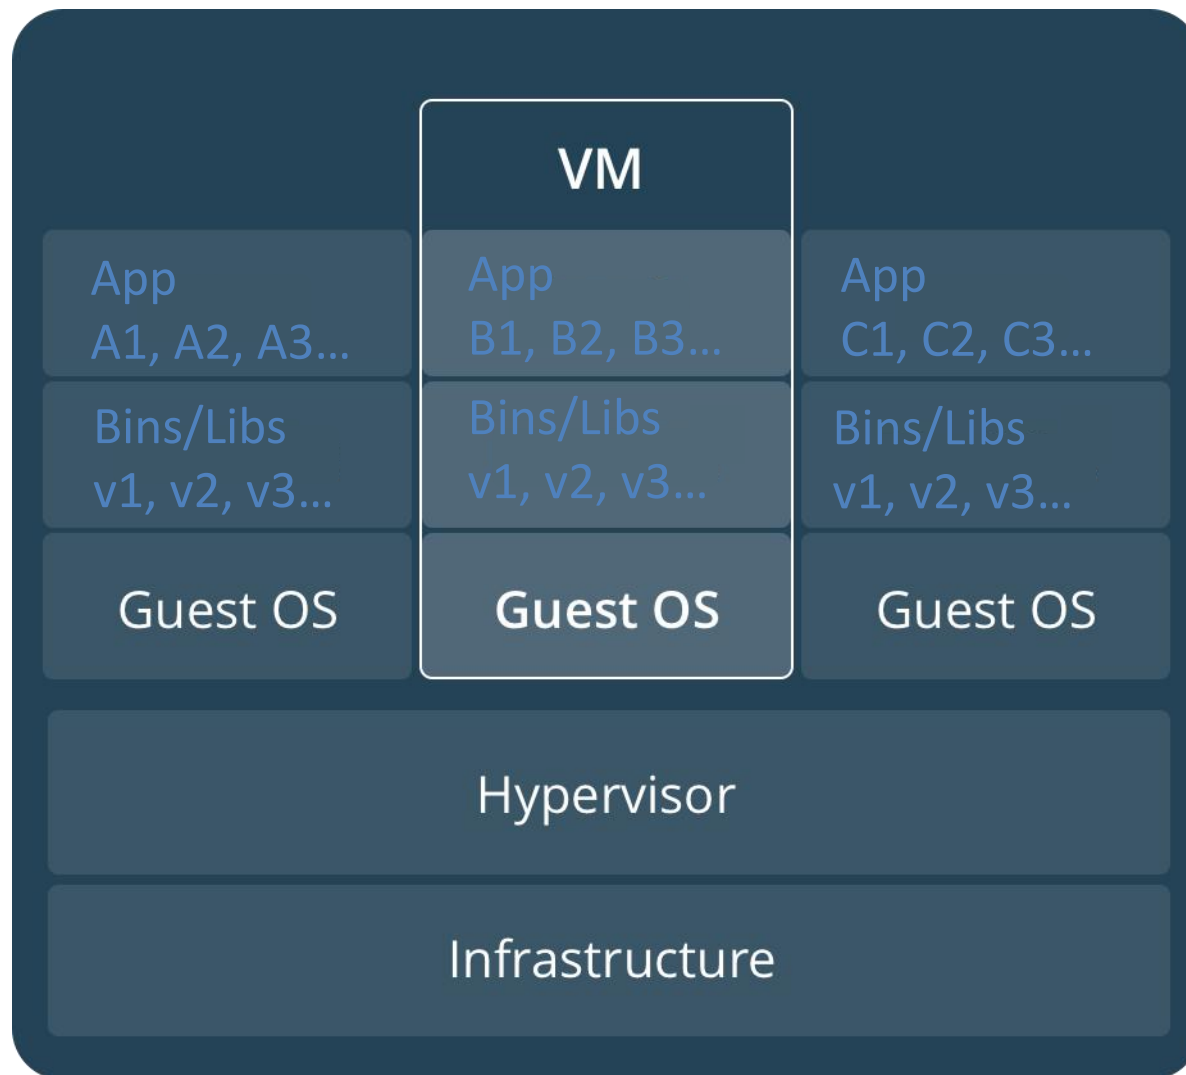 VM
App
A1, A2, A3...
App
B1, B2, B3...
App
C1, C2, C3...
Bins/Libs
v1, v2, v3...
Bins/Libs
v1, v2, v3...
Bins/Libs
v1, v2, v3...
Guest OS
Guest OS
Guest OS
Hypervisor
Infrastructure